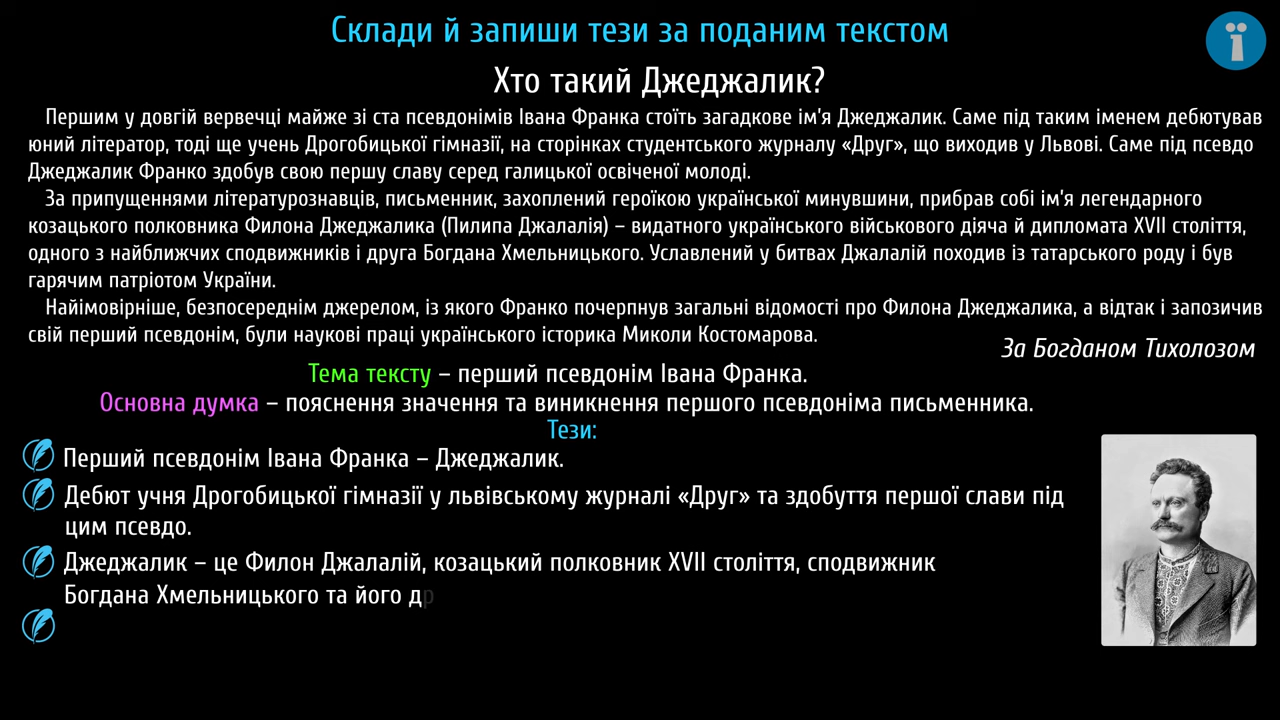 Склади й запиши тези за поданим текстом
ї
Хто такий Джеджалик?
Першим у довгій вервечці майже зі ста псевдонімів Івана Франка стоїть загадкове ім’я Джеджалик. Саме під таким іменем дебютував
юний літератор, тоді ще учень Дрогобицької гімназії, на сторінках студентського журналу «Друг», що виходив у Львові. Саме під псевдо
Джеджалик Франко здобув свою першу славу серед галицької освіченої молоді.
За припущеннями літературознавців, письменник, захоплений героїкою української минувшини, прибрав собі ім’я легендарного
козацького полковника Филона Джеджалика (Пилипа Джалалія) – видатного українського військового діяча й дипломата XVII століття,
одного з найближчих сподвижників і друга Богдана Хмельницького. Уславлений у битвах Джалалій походив із татарського роду і був
гарячим патріотом України.
Найімовірніше, безпосереднім джерелом, із якого Франко почерпнув загальні відомості про Филона Джеджалика, а відтак і запозичив
свій перший псевдонім, були наукові праці українського історика Миколи Костомарова.
За Богданом Тихолозом
Тема тексту – перший псевдонім Івана Франка.
Основна думка – пояснення значення та виникнення першого псевдоніма письменника.
Тези:
Перший псевдонім Івана Франка – Джеджалик.
Дебют учня Дрогобицької гімназії у львівському журналі «Друг» та здобуття першої слави під
цим псевдо.
Джеджалик – це Филон Джалалій, козацький полковник XVII століття, сподвижник
Богдана Хмельницького та його др